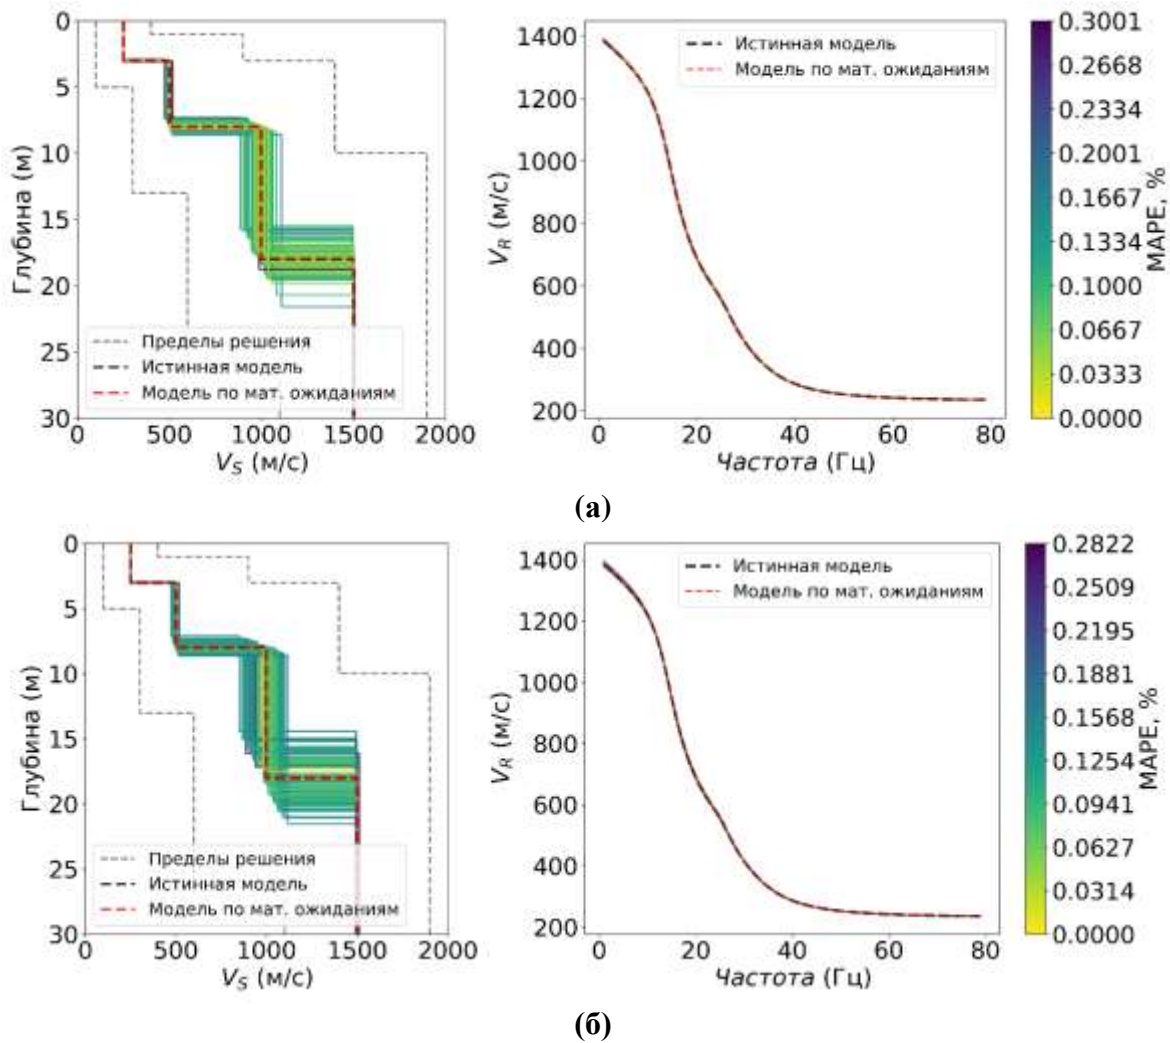 0
5
10
15
20
25
30
Глубина (м)
Пределы решения
Истинная модель
Модель по мат. ожиданиям
0 500 1000 1500 2000
V_S (м/с)
1400
1200
1000
800
600
400
200
V_R (м/с)
Истинная модель
Модель по мат. ожиданиям
0 20 40 60 80
Частота (Гц)
0.3001
0.2668
0.2334
0.2001
0.1667
0.1334
0.1000
0.0667
0.0333
0.0000
MAPE, %
(а)
0
5
10
15
20
25
30
Глубина (м)
Пределы решения
Истинная модель
Модель по мат. ожиданиям
0 500 1000 1500 2000
V_S (м/с)
1400
1200
1000
800
600
400
200
V_R (м/с)
Истинная модель
Модель по мат. ожиданиям
0 20 40 60 80
Частота (Гц)
0.2822
0.2509
0.2195
0.1881
0.1568
0.1254
0.0941
0.0627
0.0314
0.0000
MAPE, %
(б)